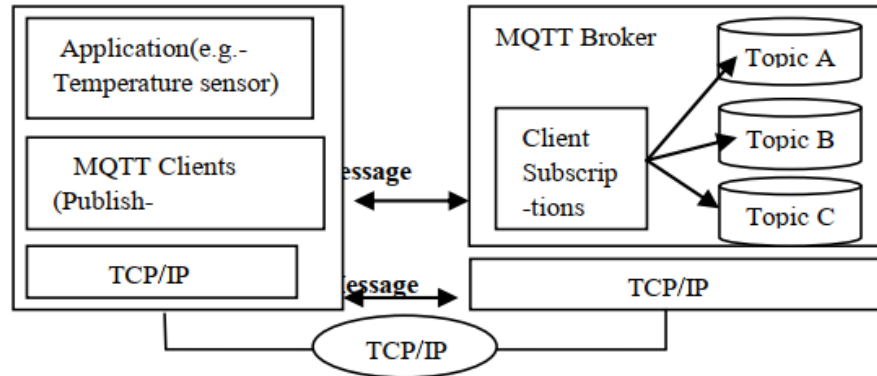 Application(e.g.-
Temperature sensor)
MQTT Clients
(Publish-
TCP/IP
essage
essage
MQTT Broker
Client
Subscrip
-tions
Topic A
Topic B
Topic C
TCP/IP
TCP/IP